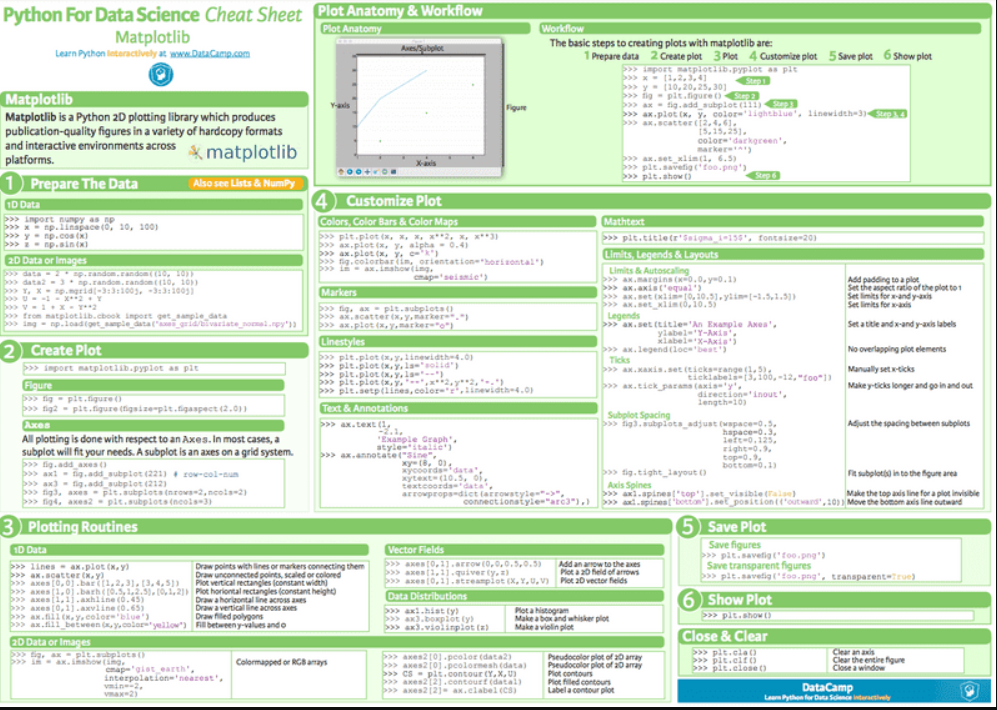 Python For Data Science Cheat Sheet
Matplotlib
Learn Python Interactively at www.DataCamp.com
Matplotlib
Matplotlib is a Python 2D plotting library which produces
publication-quality figures in a variety of hardcopy formats
and interactive environments across
platforms.
matplotlib
Plot Anatomy & Workflow
Plot Anatomy
Axes/Subplot
Y-axis
Figure
X-axis
Workflow
The basic steps to creating plots with matplotlib are:
1 Prepare data 2 Create plot 3 Plot 4 Customize plot 5 Save plot 6 Show plot
>>> import matplotlib.pyplot as plt
>>> x = [1,2,3,4]
Step 1
>>> y = [10,20,25,30]
>>> fig = plt.figure()
Step 2
>>> ax = fig.add_subplot(111)
Step 3
>>> ax.plot(x, y, color='lightblue', linewidth=3)
Step 3, 4
>>> ax.scatter([2,4,6],
[5,15,25],
color='darkgreen',
marker='^')
>>> ax.set_xlim(1, 6.5)
>>> plt.savefig('foo.png')
>>> plt.show()
Step 6
1 Prepare The Data
Also see Lists & NumPy
1D Data
>>> import numpy as np
>>> x = np.linspace(0, 10, 100)
>>> y = np.cos(x)
>>> z = np.sin(x)
2D Data or Images
>>> data = 2 * np.random.random((10, 10))
>>> data2 = 3 * np.random.random((10, 10))
>>> Y, X = np.mgrid[-3:3:100j, -3:3:100j]
>>> U = -1 - X**2 + Y
>>> V = 1 + X - Y**2
>>> from matplotlib.cbook import get_sample_data
>>> img = np.load(get_sample_data('axes_grid/bivariate_normal.npy'))
2 Create Plot
>>> import matplotlib.pyplot as plt
Figure
>>> fig = plt.figure()
>>> fig2 = plt.figure(figsize=plt.figaspect(2.0))
Axes
All plotting is done with respect to an Axes. In most cases, a
subplot will fit your needs. A subplot is an axes on a grid system.
>>> fig.add_axes()
>>> ax1 = fig.add_subplot(221) # row-col-num
>>> ax3 = fig.add_subplot(212)
>>> fig3, axes = plt.subplots(nrows=2,ncols=2)
>>> fig4, axes2 = plt.subplots(ncols=3)
4 Customize Plot
Colors, Color Bars & Color Maps
>>> plt.plot(x, x, x, x**2, x, x**3)
>>> ax.plot(x, y, alpha = 0.4)
>>> ax.plot(x, y, c='k')
>>> fig.colorbar(im, orientation='horizontal')
>>> im = ax.imshow(img,
cmap='seismic')
Markers
>>> fig, ax = plt.subplots()
>>> ax.scatter(x,y,marker=".")
>>> ax.plot(x,y,marker="o")
Linestyles
>>> plt.plot(x,y,linewidth=4.0)
>>> plt.plot(x,y,ls='solid')
>>> plt.plot(x,y,ls='--')
>>> plt.plot(x,y,'--',x**2,y**2,'-.')
>>> plt.setp(lines,color='r',linewidth=4.0)
Text & Annotations
>>> ax.text(1,
-2.1,
'Example Graph',
style='italic')
>>> ax.annotate("Sine",
xy=(8, 0),
xycoords='data',
xytext=(10.5, 0),
textcoords='data',
arrowprops=dict(arrowstyle="->",
connectionstyle="arc3"),)
Mathtext
>>> plt.title(r'$sigma_i=15$', fontsize=20)
Limits, Legends & Layouts
Limits & Autoscaling
>>> ax.margins(x=0.0,y=0.1) Add padding to a plot
>>> ax.axis('equal') Set the aspect ratio of the plot to 1
>>> ax.set(xlim=[0,10.5],ylim=[-1.5,1.5]) Set limits for x-and y-axis
>>> ax.set_xlim(0,10.5) Set limits for x-axis
Legends
>>> ax.set(title='An Example Axes', Set a title and x-and y-axis labels
ylabel='Y-Axis',
xlabel='X-Axis')
>>> ax.legend(loc='best') No overlapping plot elements
Ticks
>>> ax.xaxis.set(ticks=range(1,5), Manually set x-ticks
ticklabels=[3,100,-12,"foo"])
>>> ax.tick_params(axis='y', Make y-ticks longer and go in and out
direction='inout',
length=10)
Subplot Spacing
>>> fig3.subplots_adjust(wspace=0.5, Adjust the spacing between subplots
hspace=0.3,
left=0.125,
right=0.9,
top=0.9,
bottom=0.1)
>>> fig.tight_layout() Fit subplot(s) in to the figure area
Axis Spines
>>> ax1.spines['top'].set_visible(False) Make the top axis line for a plot invisible
>>> ax1.spines['bottom'].set_position(('outward',10)) Move the bottom axis line outward
3 Plotting Routines
1D Data
>>> lines = ax.plot(x,y) Draw points with lines or markers connecting them
>>> ax.scatter(x,y) Draw unconnected points, scaled or colored
>>> axes[0,0].bar([1,2,3],[3,4,5]) Plot vertical rectangles (constant width)
>>> axes[1,0].barh([0.5,1,2.5],[0,1,2]) Plot horiontal rectangles (constant height)
>>> axes[1,1].axhline(0.45) Draw a horizontal line across axes
>>> axes[0,1].axvline(0.65) Draw a vertical line across axes
>>> ax.fill(x,y,color='blue') Draw filled polygons
>>> ax.fill_between(x,y,color='yellow') Fill between y-values and 0
2D Data or Images
>>> fig, ax = plt.subplots()
>>> im = ax.imshow(img, Colormapped or RGB arrays
cmap='gist_earth',
interpolation='nearest',
vmin=-2,
vmax=2)
Vector Fields
>>> axes[0,1].arrow(0,0,0.5,0.5) Add an arrow to the axes
>>> axes[1,1].quiver(y,z) Plot a 2D field of arrows
>>> axes[0,1].streamplot(X,Y,U,V) Plot 2D vector fields
Data Distributions
>>> ax1.hist(y) Plot a histogram
>>> ax3.boxplot(y) Make a box and whisker plot
>>> ax3.violinplot(z) Make a violin plot
>>> axes2[0].pcolor(data2) Pseudocolor plot of 2D array
>>> axes2[0].pcolormesh(data) Pseudocolor plot of 2D array
>>> CS = plt.contour(Y,X,U) Plot contours
>>> axes2[2].contourf(data1) Plot filled contours
>>> axes2[2]= ax.clabel(CS) Label a contour plot
5 Save Plot
Save figures
>>> plt.savefig('foo.png')
Save transparent figures
>>> plt.savefig('foo.png', transparent=True)
6 Show Plot
>>> plt.show()
Close & Clear
>>> plt.cla() Clear an axis
>>> plt.clf() Clear the entire figure
>>> plt.close() Close a window
DataCamp
Learn Python for Data Science Interactively